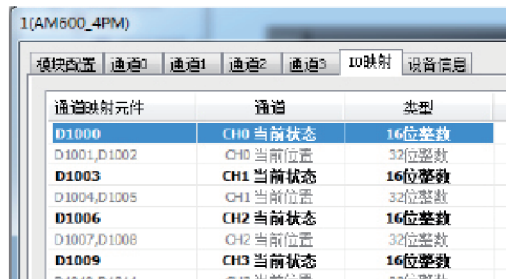 1(AM600_4PM)
模块配置 通道0 通道1 通道2 通道3 IO映射 设备信息
通道映射元件 通道 类型
D1000 CH0 当前状态 16位整数
D1001,D1002 CH0 当前位置 32位整数
D1003 CH1 当前状态 16位整数
D1004,D1005 CH1 当前位置 32位整数
D1006 CH2 当前状态 16位整数
D1007,D1008 CH2 当前位置 32位整数
D1009 CH3 当前状态 16位整数